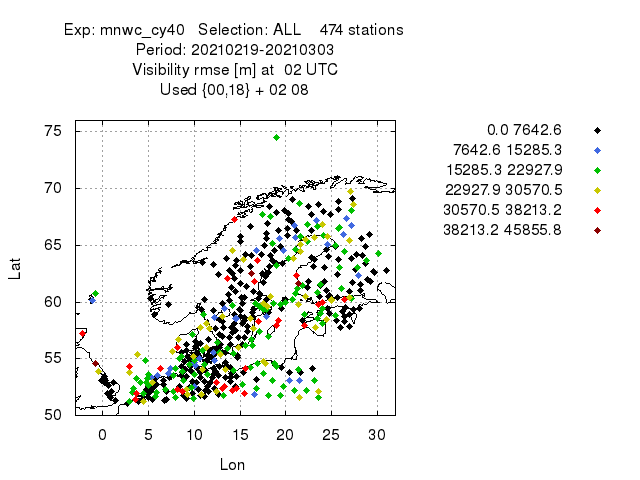 Exp: mnwc_cy40   Selection: ALL    474 stations
Period: 20210219-20210303
Visibility rmse [m] at  02 UTC
Used {00,18} + 02 08
75
70
65
60
55
50
Lat
0 5 10 15 20 25 30
Lon
0.0 7642.6
7642.6 15285.3
15285.3 22927.9
22927.9 30570.5
30570.5 38213.2
38213.2 45855.8